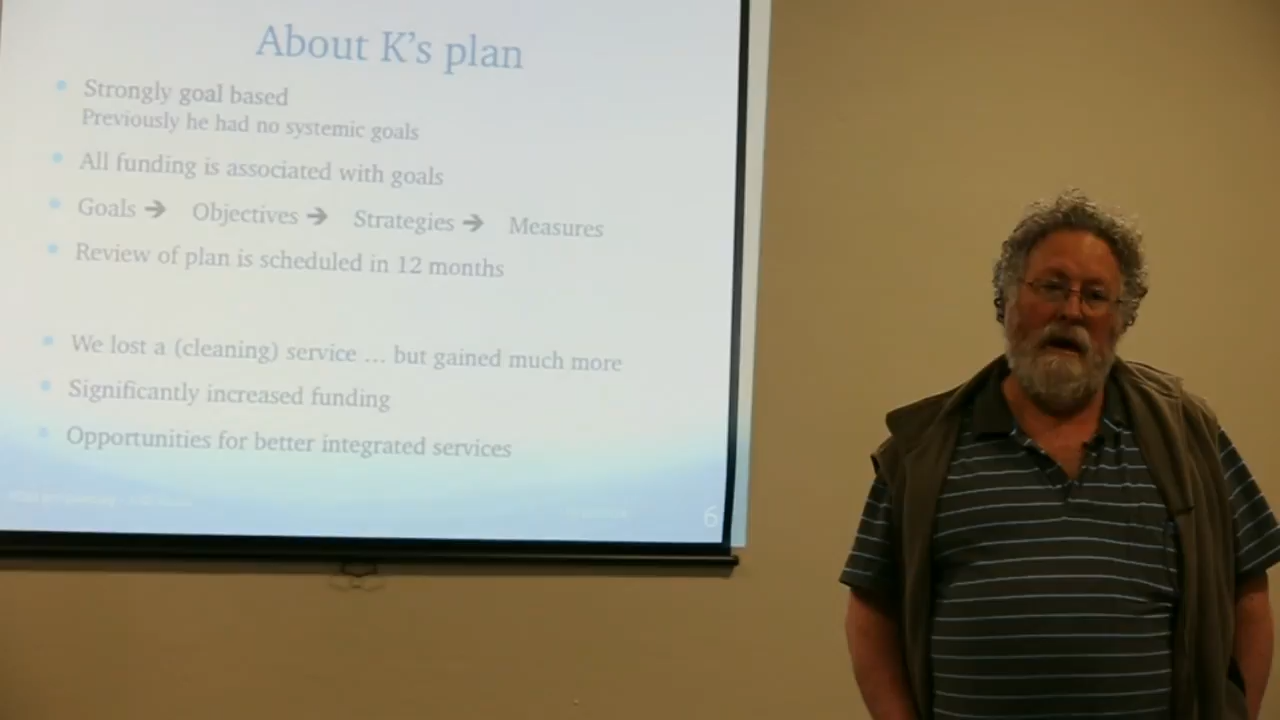 About K's plan
Strongly goal based
Previously he had no systemic goals
All funding is associated with goals
Goals ➔ Objectives ➔ Strategies ➔ Measures
Review of plan is scheduled in 12 months
We lost a (cleaning) service … but gained much more
Significantly increased funding
Opportunities for better integrated services
6